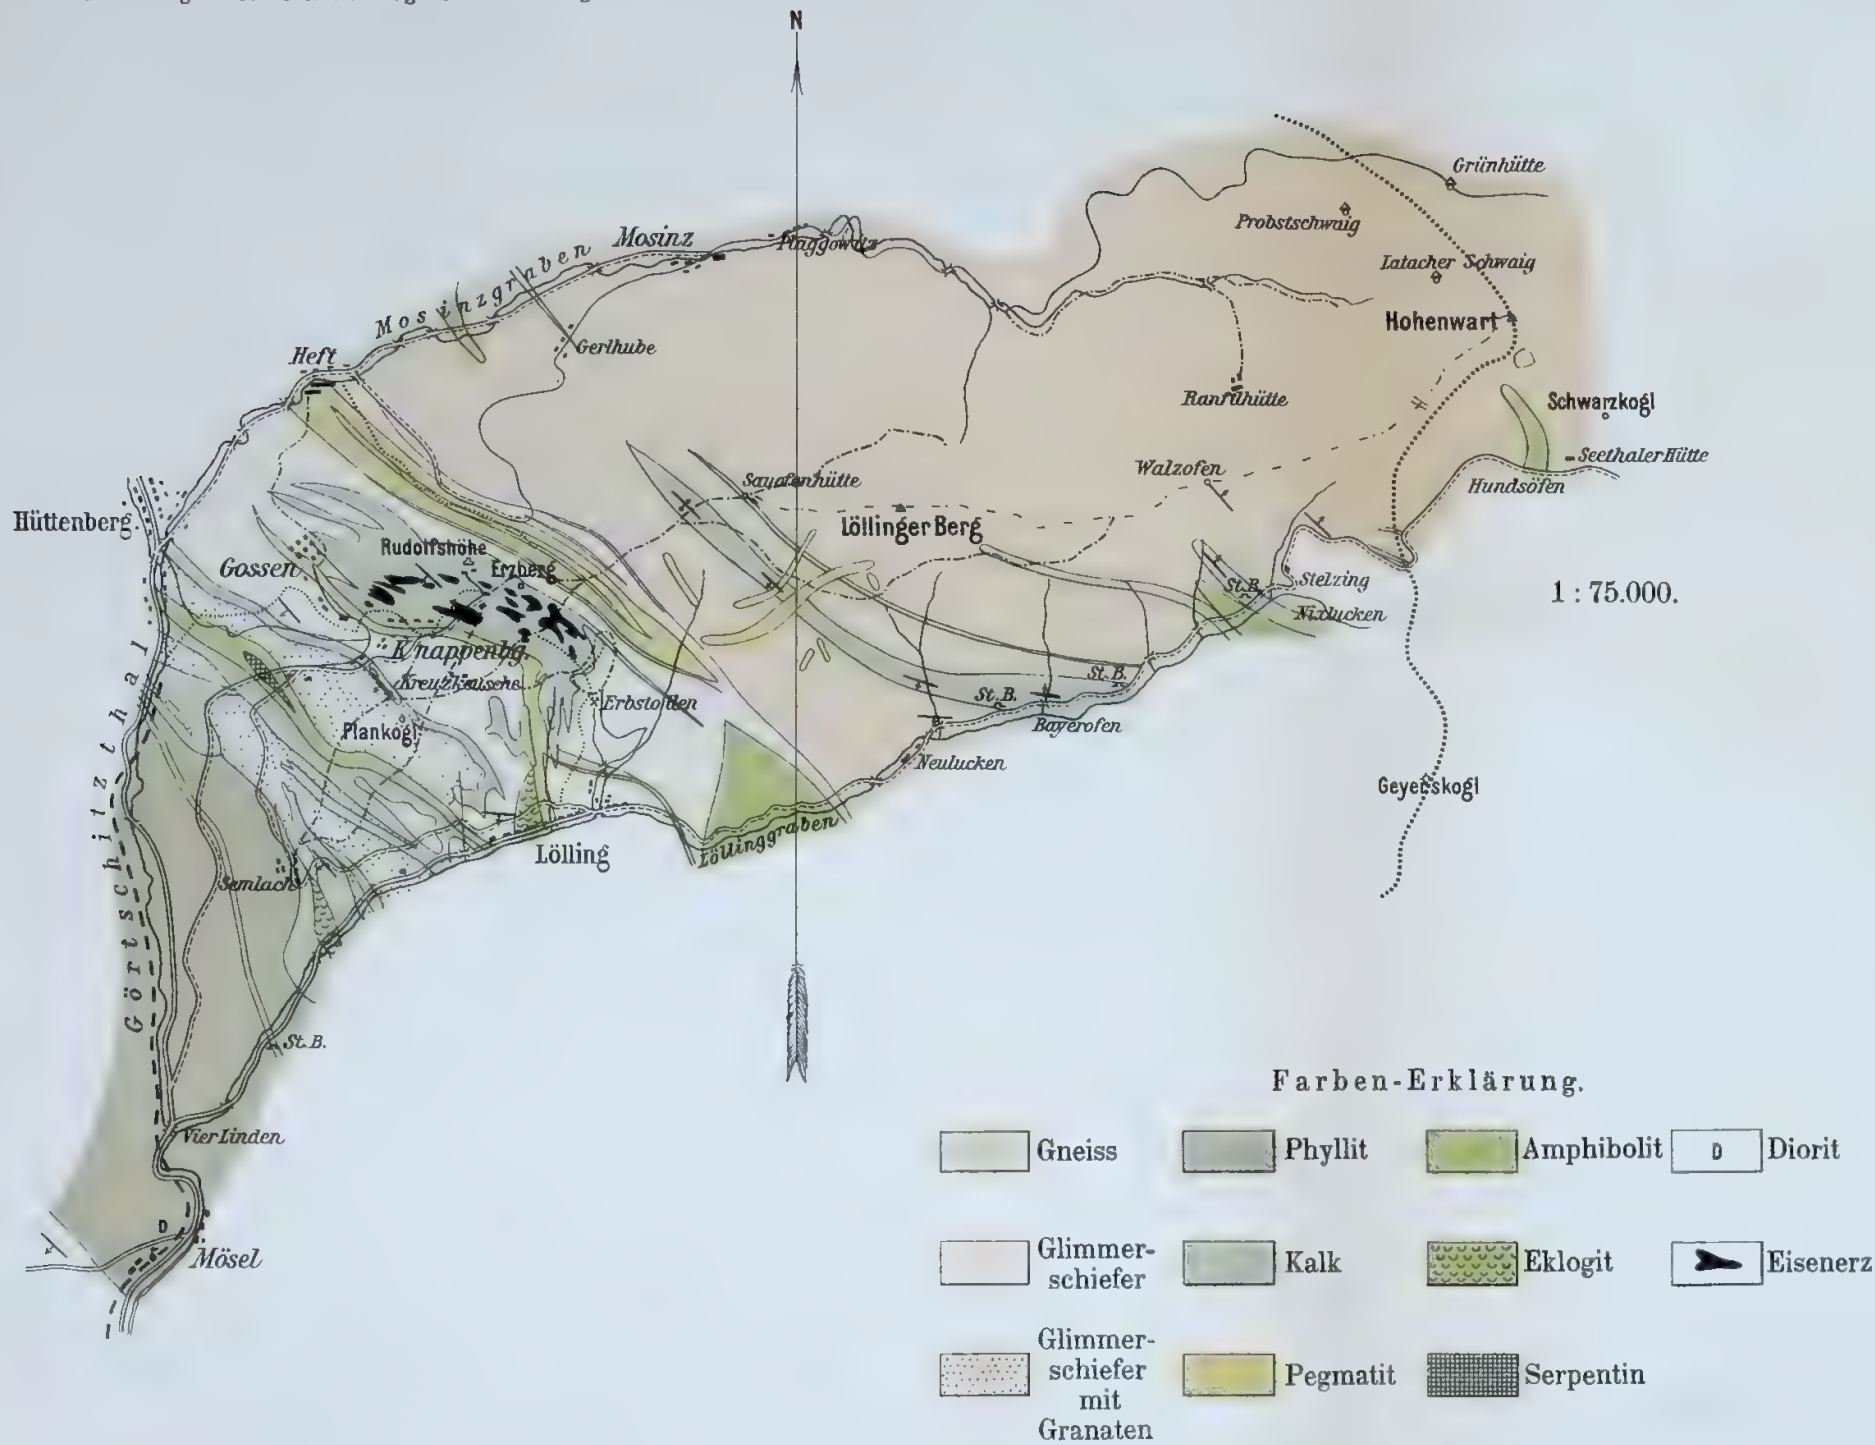 N
Grünhütte
Probstschwaig
Mosinz
Plaggowitz
Mosinzgraben
Iatacher Schwaig
Hohenwart
Heft
Gerlhube
Schwarzkogl
Seethaler Hütte
Walzofen
Hundsöfen
Hüttenberg
Löllinger Berg
Rudolfshöhe
Erzberg
Gossen
St. B.
Stelzing
1 : 75.000.
Nixlucken
Knappenbg.
Erbstollen
St. B.
St. B.
Plankogl
Bayerofen
Neulucken
Geyerskogl
Görtschitzthal
Löllinggraben
Lölling
Semlach
St. B.
Farben-Erklärung.
Vier Linden
Gneiss
Phyllit
Amphibolit
D
Diorit
D
Mösel
Glimmer-
schiefer
Kalk
Eklogit
Eisenerz
Glimmer-
schiefer
mit
Granaten
Pegmatit
Serpentin